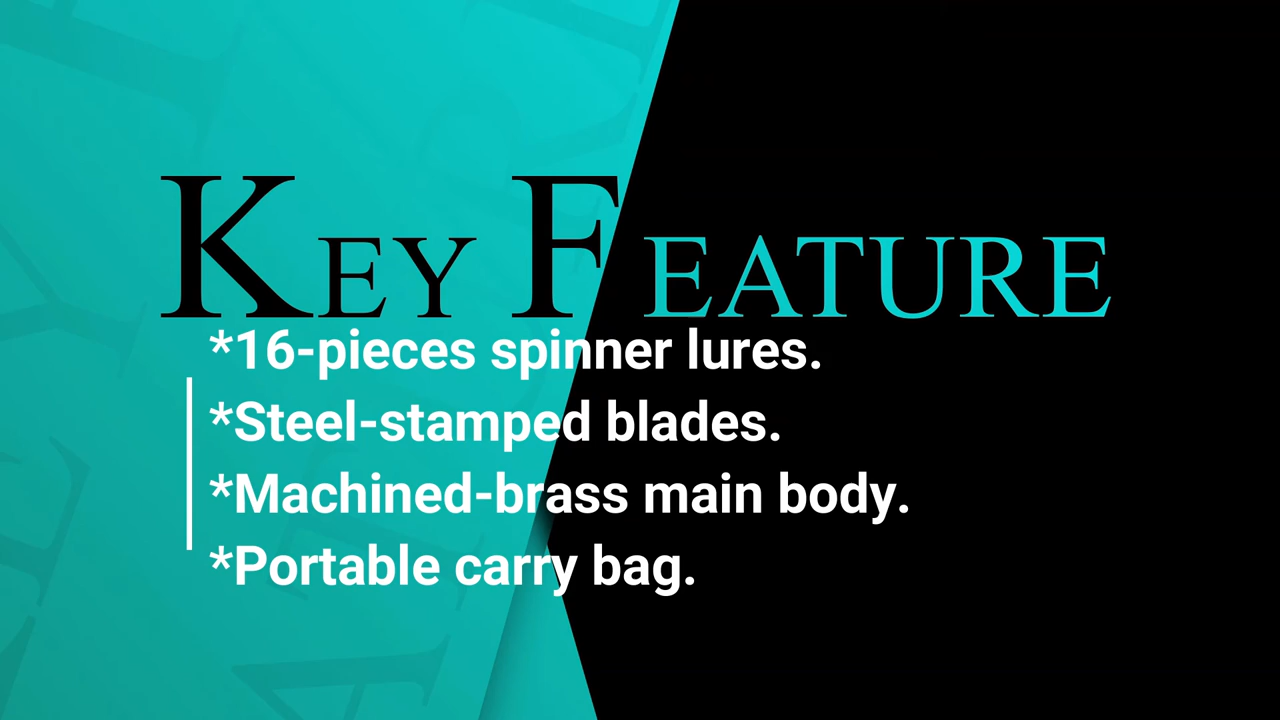 KEY FEATURE
*16-pieces spinner lures.
*Steel-stamped blades.
*Machined-brass main body.
*Portable carry bag.